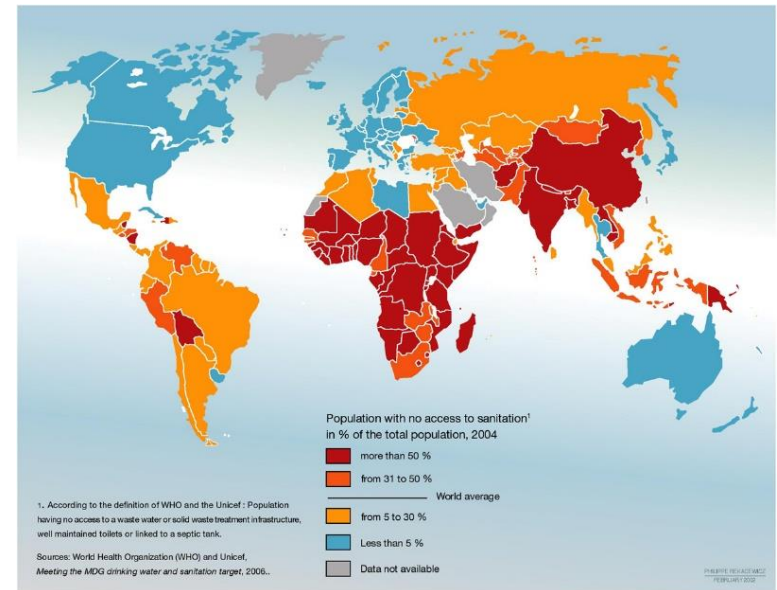 Population with no access to sanitation¹
in % of the total population, 2004
more than 50 %
from 31 to 50 %
World average
from 5 to 30 %
Less than 5 %
Data not available
1. According to the definition of WHO and the Unicef : Population
having no access to a waste water or solid waste treatment infrastructure,
well maintained toilets or linked to a septic tank.
Sources: World Health Organization (WHO) and Unicef,
Meeting the MDG drinking water and sanitation target, 2006..
PHILIPPE REKACEWICZ
FEBRUARY